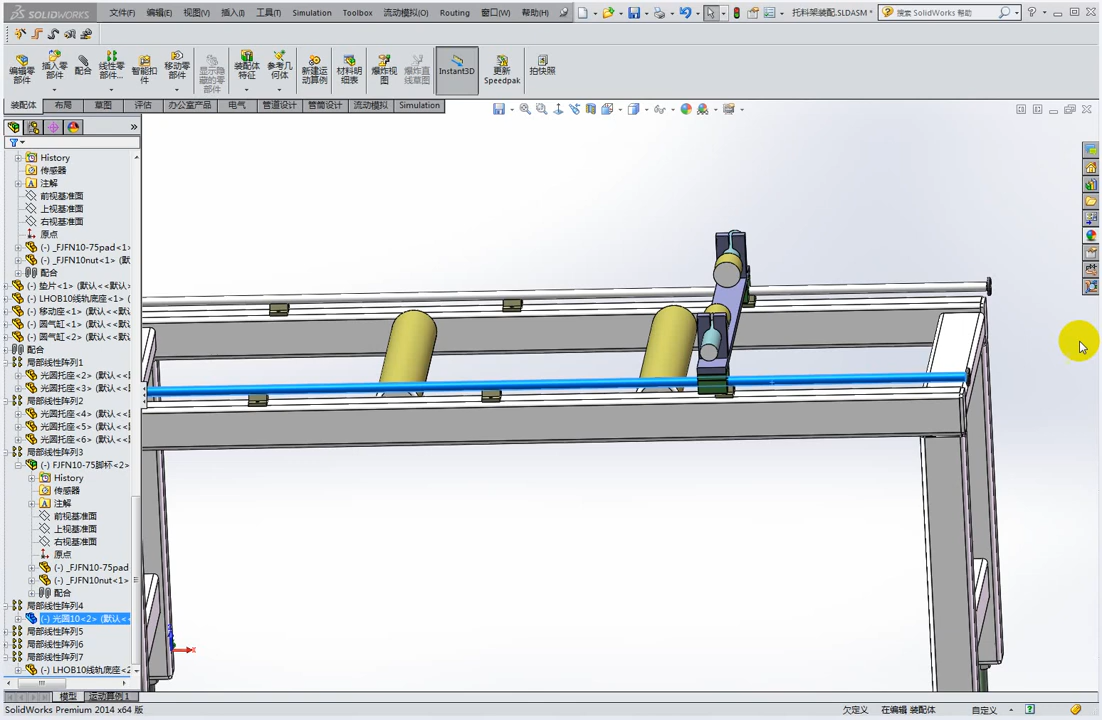 SOLIDWORKS 文件(F) 编辑(E) 视图(V) 插入(I) 工具(T) Simulation Toolbox 流动模拟(O) Routing 窗口(W) 帮助(H) 托料架装配.SLDASM * 搜索 SolidWorks 帮助
编辑零部件 插入零部件 配合 线性零部件... 智能扣件 移动零部件 显示隐藏的零部件 装配体特征 参考几何体 新建运动算例 材料明细表 爆炸视图 爆炸直线草图 Instant3D 更新 Speedpak 拍快照
装配体 布局 草图 评估 办公室产品 电气 管道设计 管筒设计 流动模拟 Simulation
History
传感器
注解
前视基准面
上视基准面
右视基准面
原点
(-) _FJFN10-75pad<1>
(-) _FJFN10nut<1> (默
配合
(-) 垫片<1> (默认<<默
(-) LHOB10线轨底座<1>
(-) 移动座<1> (默认<<
(-) 圆气缸<1> (默认<<
(-) 圆气缸<2> (默认<<
配合
局部线性阵列1
(-) 光圆托座<2> (默认<
(-) 光圆托座<3> (默认<
局部线性阵列2
(-) 光圆托座<4> (默认<
(-) 光圆托座<5> (默认<
(-) 光圆托座<6> (默认<
局部线性阵列3
(-) FJFN10-75脚杯<2>
History
传感器
注解
前视基准面
上视基准面
右视基准面
原点
(-) _FJFN10-75pad
(-) _FJFN10nut<1>
配合
局部线性阵列4
(-) 光圆10<2> (默认<
局部线性阵列5
局部线性阵列6
局部线性阵列7
(-) LHOB10线轨底座<2
模型 运动算例1
SolidWorks Premium 2014 x64 版 欠定义 在编辑 装配体 自定义